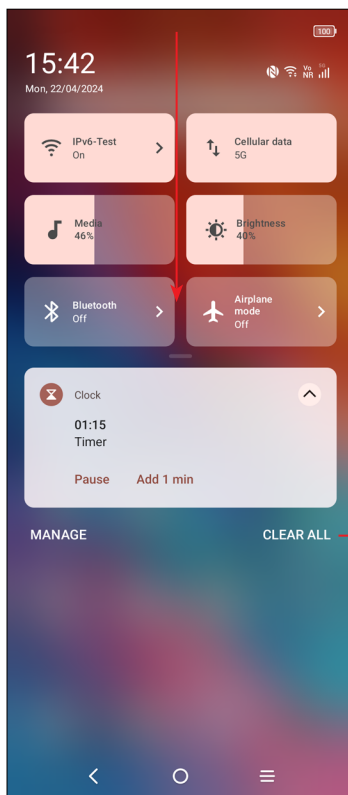 100
15:42
Mon, 22/04/2024
Vo
NR
5G
IPv6-Test
On
Cellular data
5G
Media
46%
Brightness
40%
Bluetooth
Off
Airplane
mode
Off
Clock
01:15
Timer
Pause Add 1 min
MANAGE CLEAR ALL